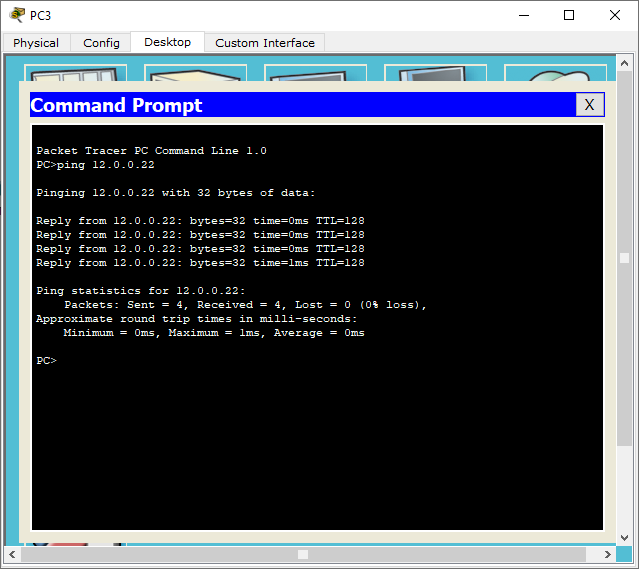 PC3
Physical Config Desktop Custom Interface
Command Prompt X
Packet Tracer PC Command Line 1.0
PC>ping 12.0.0.22
Pinging 12.0.0.22 with 32 bytes of data:
Reply from 12.0.0.22: bytes=32 time=0ms TTL=128
Reply from 12.0.0.22: bytes=32 time=0ms TTL=128
Reply from 12.0.0.22: bytes=32 time=0ms TTL=128
Reply from 12.0.0.22: bytes=32 time=1ms TTL=128
Ping statistics for 12.0.0.22:
    Packets: Sent = 4, Received = 4, Lost = 0 (0% loss),
Approximate round trip times in milli-seconds:
    Minimum = 0ms, Maximum = 1ms, Average = 0ms
PC>